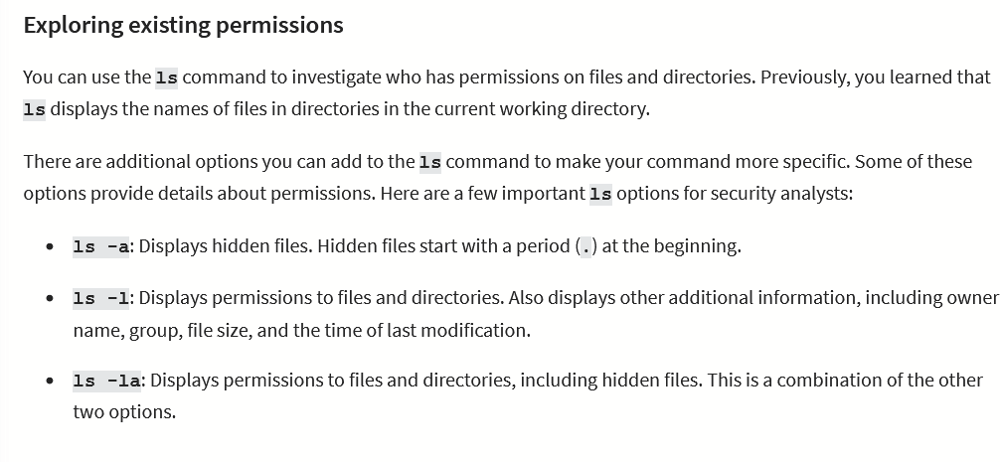 Exploring existing permissions
You can use the ls command to investigate who has permissions on files and directories. Previously, you learned that
ls displays the names of files in directories in the current working directory.
There are additional options you can add to the ls command to make your command more specific. Some of these
options provide details about permissions. Here are a few important ls options for security analysts:
• ls -a: Displays hidden files. Hidden files start with a period (.) at the beginning.
• ls -l: Displays permissions to files and directories. Also displays other additional information, including owner
name, group, file size, and the time of last modification.
• ls -la: Displays permissions to files and directories, including hidden files. This is a combination of the other
two options.